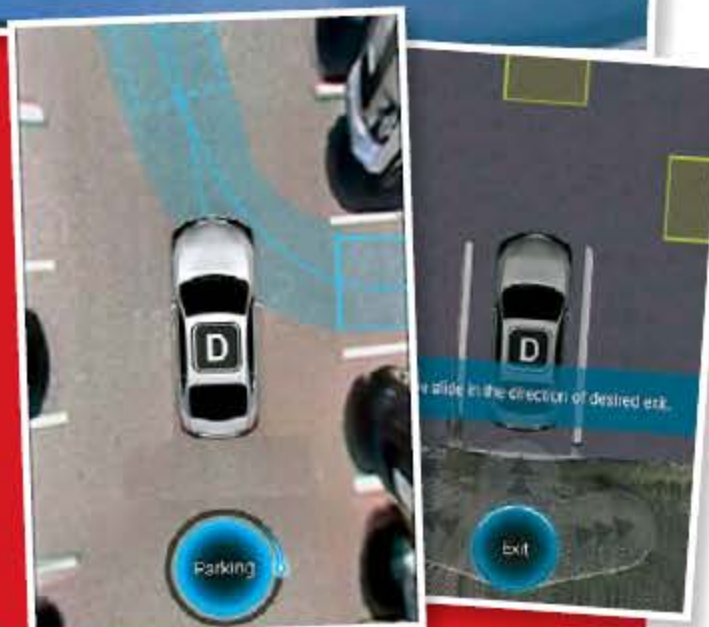 D
Parking
D
slide in the direction of desired exit.
Exit